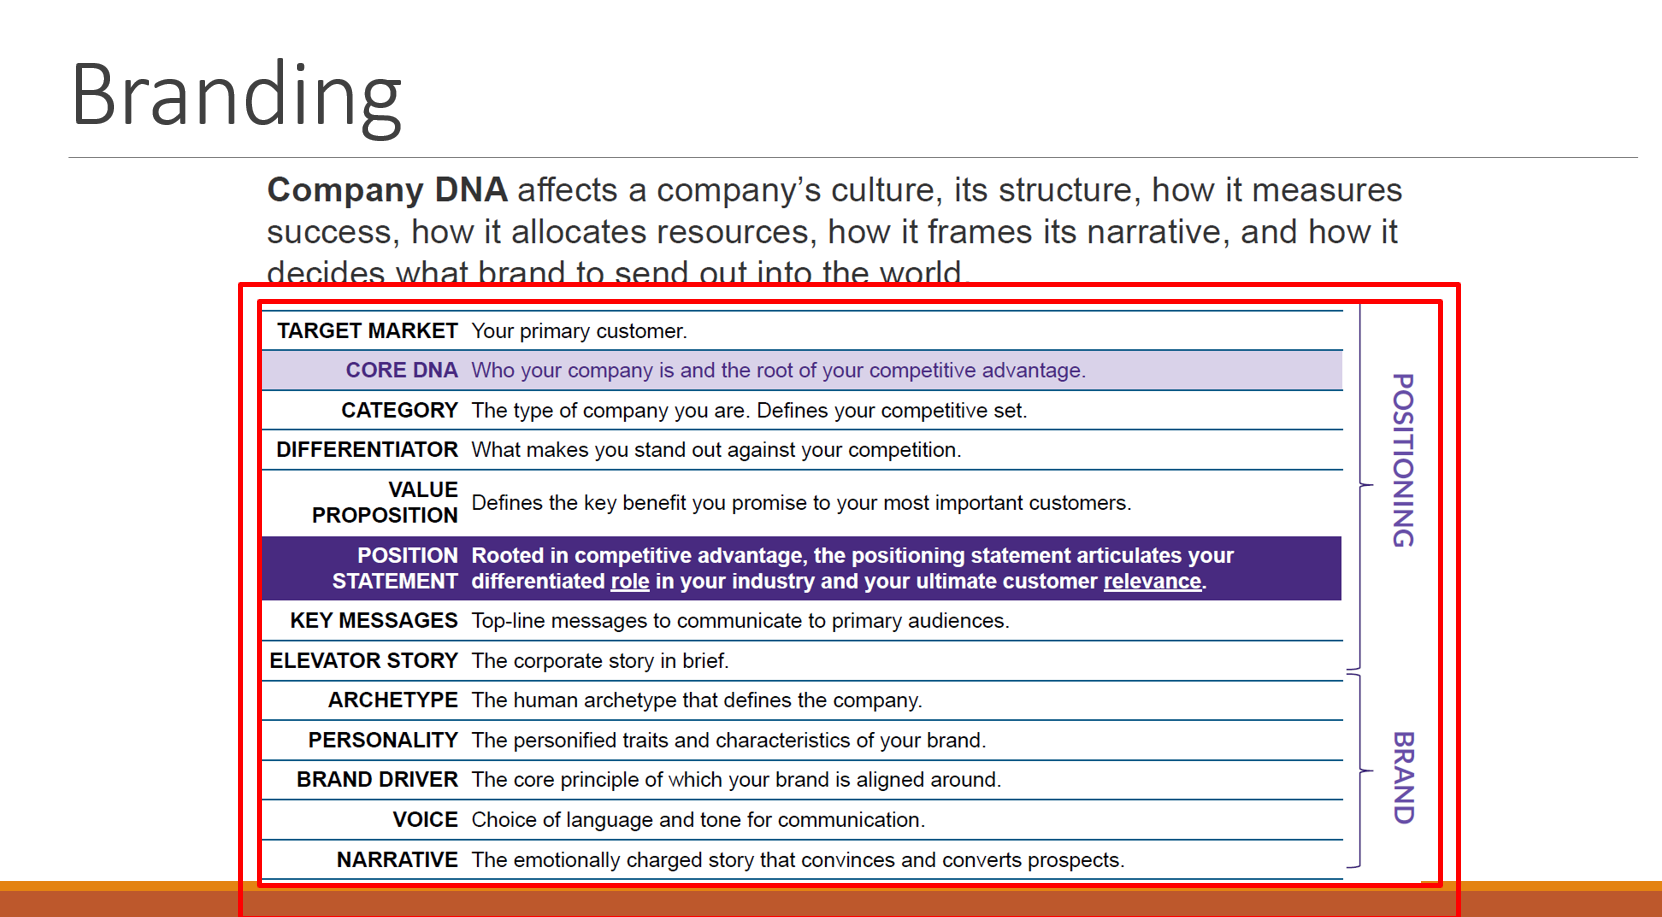 Branding
Company DNA affects a company’s culture, its structure, how it measures
success, how it allocates resources, how it frames its narrative, and how it
decides what brand to send out into the world.
TARGET MARKET Your primary customer.
CORE DNA Who your company is and the root of your competitive advantage.
CATEGORY The type of company you are. Defines your competitive set.
DIFFERENTIATOR What makes you stand out against your competition.
VALUE
PROPOSITION Defines the key benefit you promise to your most important customers.
POSITION Rooted in competitive advantage, the positioning statement articulates your
STATEMENT differentiated role in your industry and your ultimate customer relevance.
KEY MESSAGES Top-line messages to communicate to primary audiences.
ELEVATOR STORY The corporate story in brief.
POSITIONING
ARCHETYPE The human archetype that defines the company.
PERSONALITY The personified traits and characteristics of your brand.
BRAND DRIVER The core principle of which your brand is aligned around.
VOICE Choice of language and tone for communication.
NARRATIVE The emotionally charged story that convinces and converts prospects.
BRAND